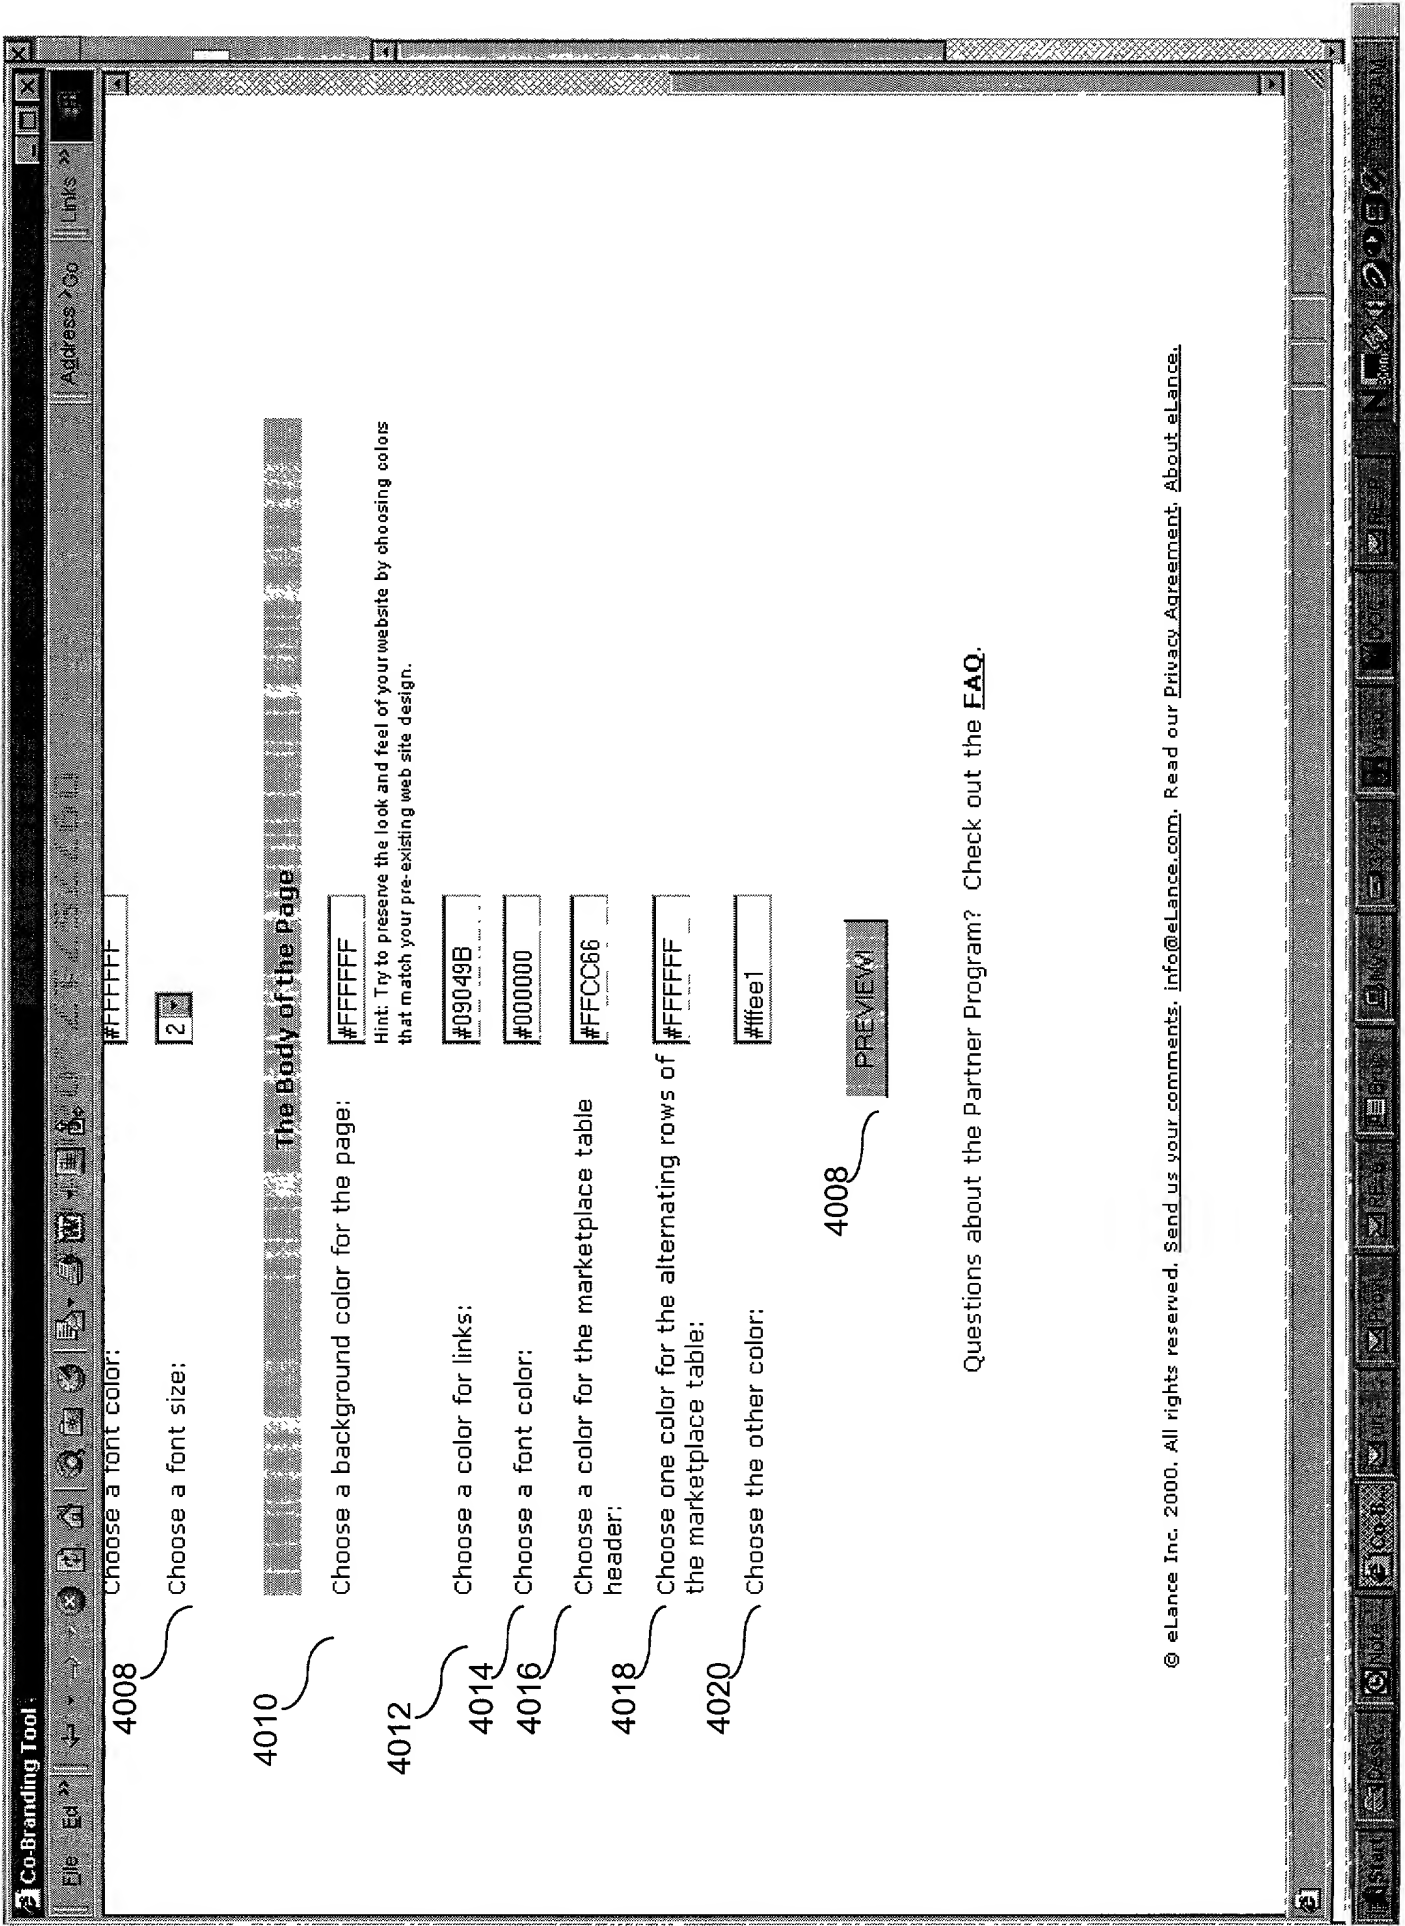 Co-Branding Tool
File Ed >> Address Go Links >>
Choose a font color: #FFFFFF
4008 Choose a font size: 2
The Body of the Page
4010 Choose a background color for the page: #FFFFFF
Hint: Try to preserve the look and feel of your website by choosing colors
that match your pre-existing web site design.
4012 Choose a color for links: #09049B
4014 Choose a font color: #000000
4016 Choose a color for the marketplace table #FFCC66
header:
4018 Choose one color for the alternating rows of #FFFFFF
the marketplace table:
4020 Choose the other color: #fffee1
4008 PREVIEW!
Questions about the Partner Program? Check out the FAQ.
© eLance Inc. 2000. All rights reserved. Send us your comments. info@eLance.com. Read our Privacy Agreement. About eLance.
Start